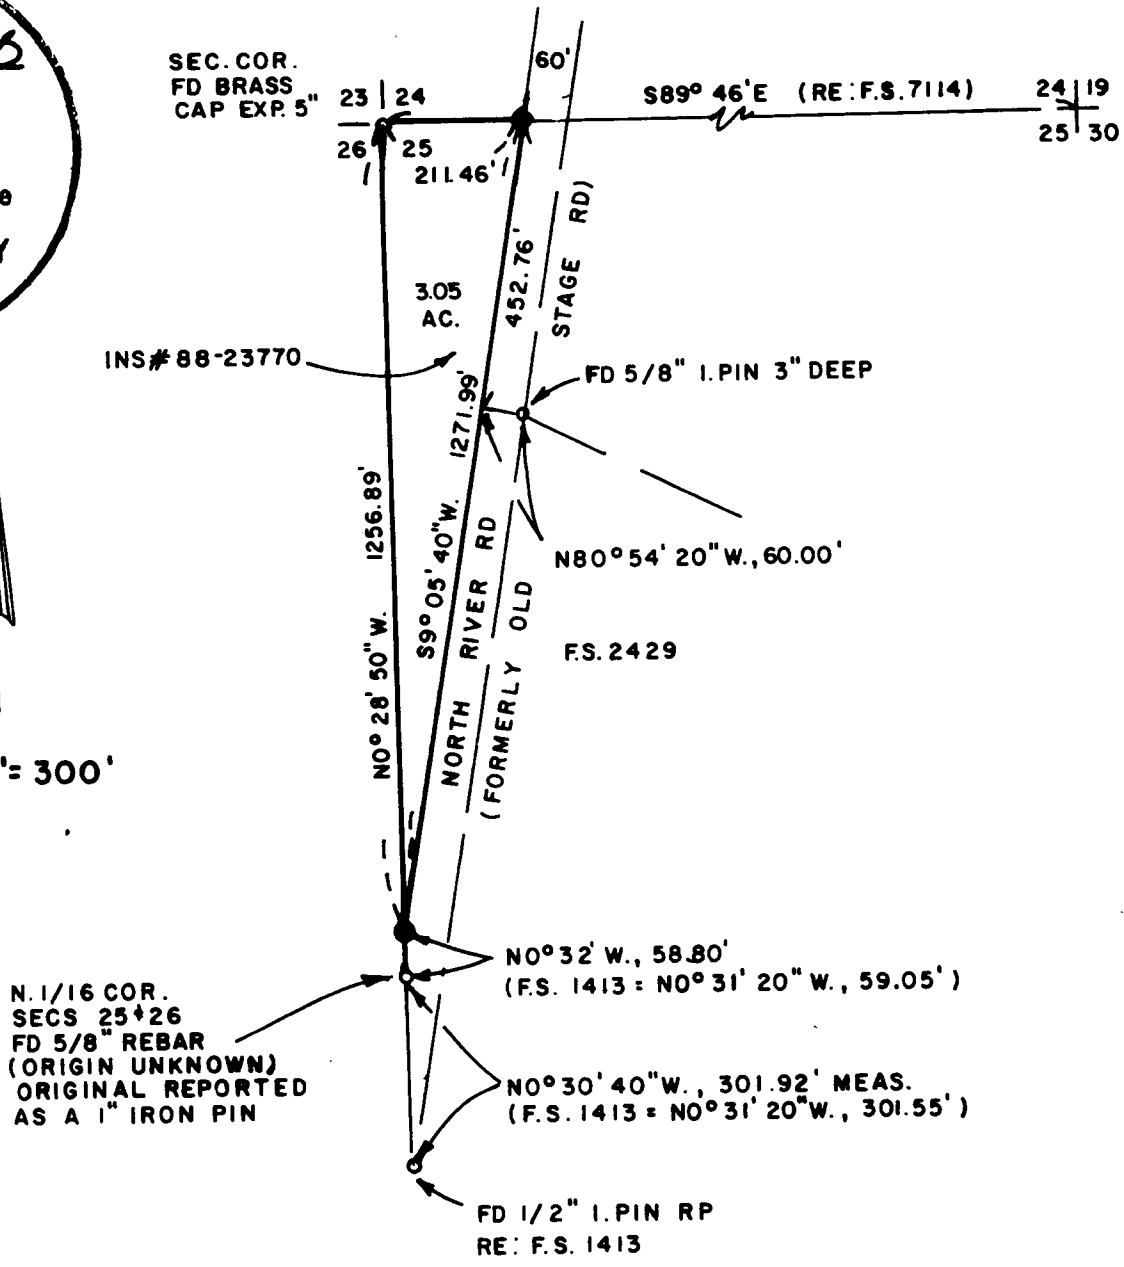 SEC. COR.
FD BRASS
CAP EXP. 5"
23 | 24
26 25
60'
S89° 46'E (RE: F.S. 7114)
24 19
25 30
211.46'
3.05
AC.
452.76'
STAGE RD)
INS# 88-23770
FD 5/8" I.PIN 3" DEEP
1271.99'
1256.89'
S9° 05' 40" W.
N80° 54' 20" W., 60.00'
NORTH RIVER RD
(FORMERLY OLD
F.S. 2429
N0° 28' 50" W.
'= 300'
N0° 32' W., 58.80'
(F.S. 1413 = N0° 31' 20" W., 59.05')
N. 1/16 COR.
SECS 25+26
FD 5/8" REBAR
(ORIGIN UNKNOWN)
ORIGINAL REPORTED
AS A 1" IRON PIN
N0° 30' 40" W., 301.92' MEAS.
(F.S. 1413 = N0° 31' 20" W., 301.55')
FD 1/2" I.PIN RP
RE: F.S. 1413